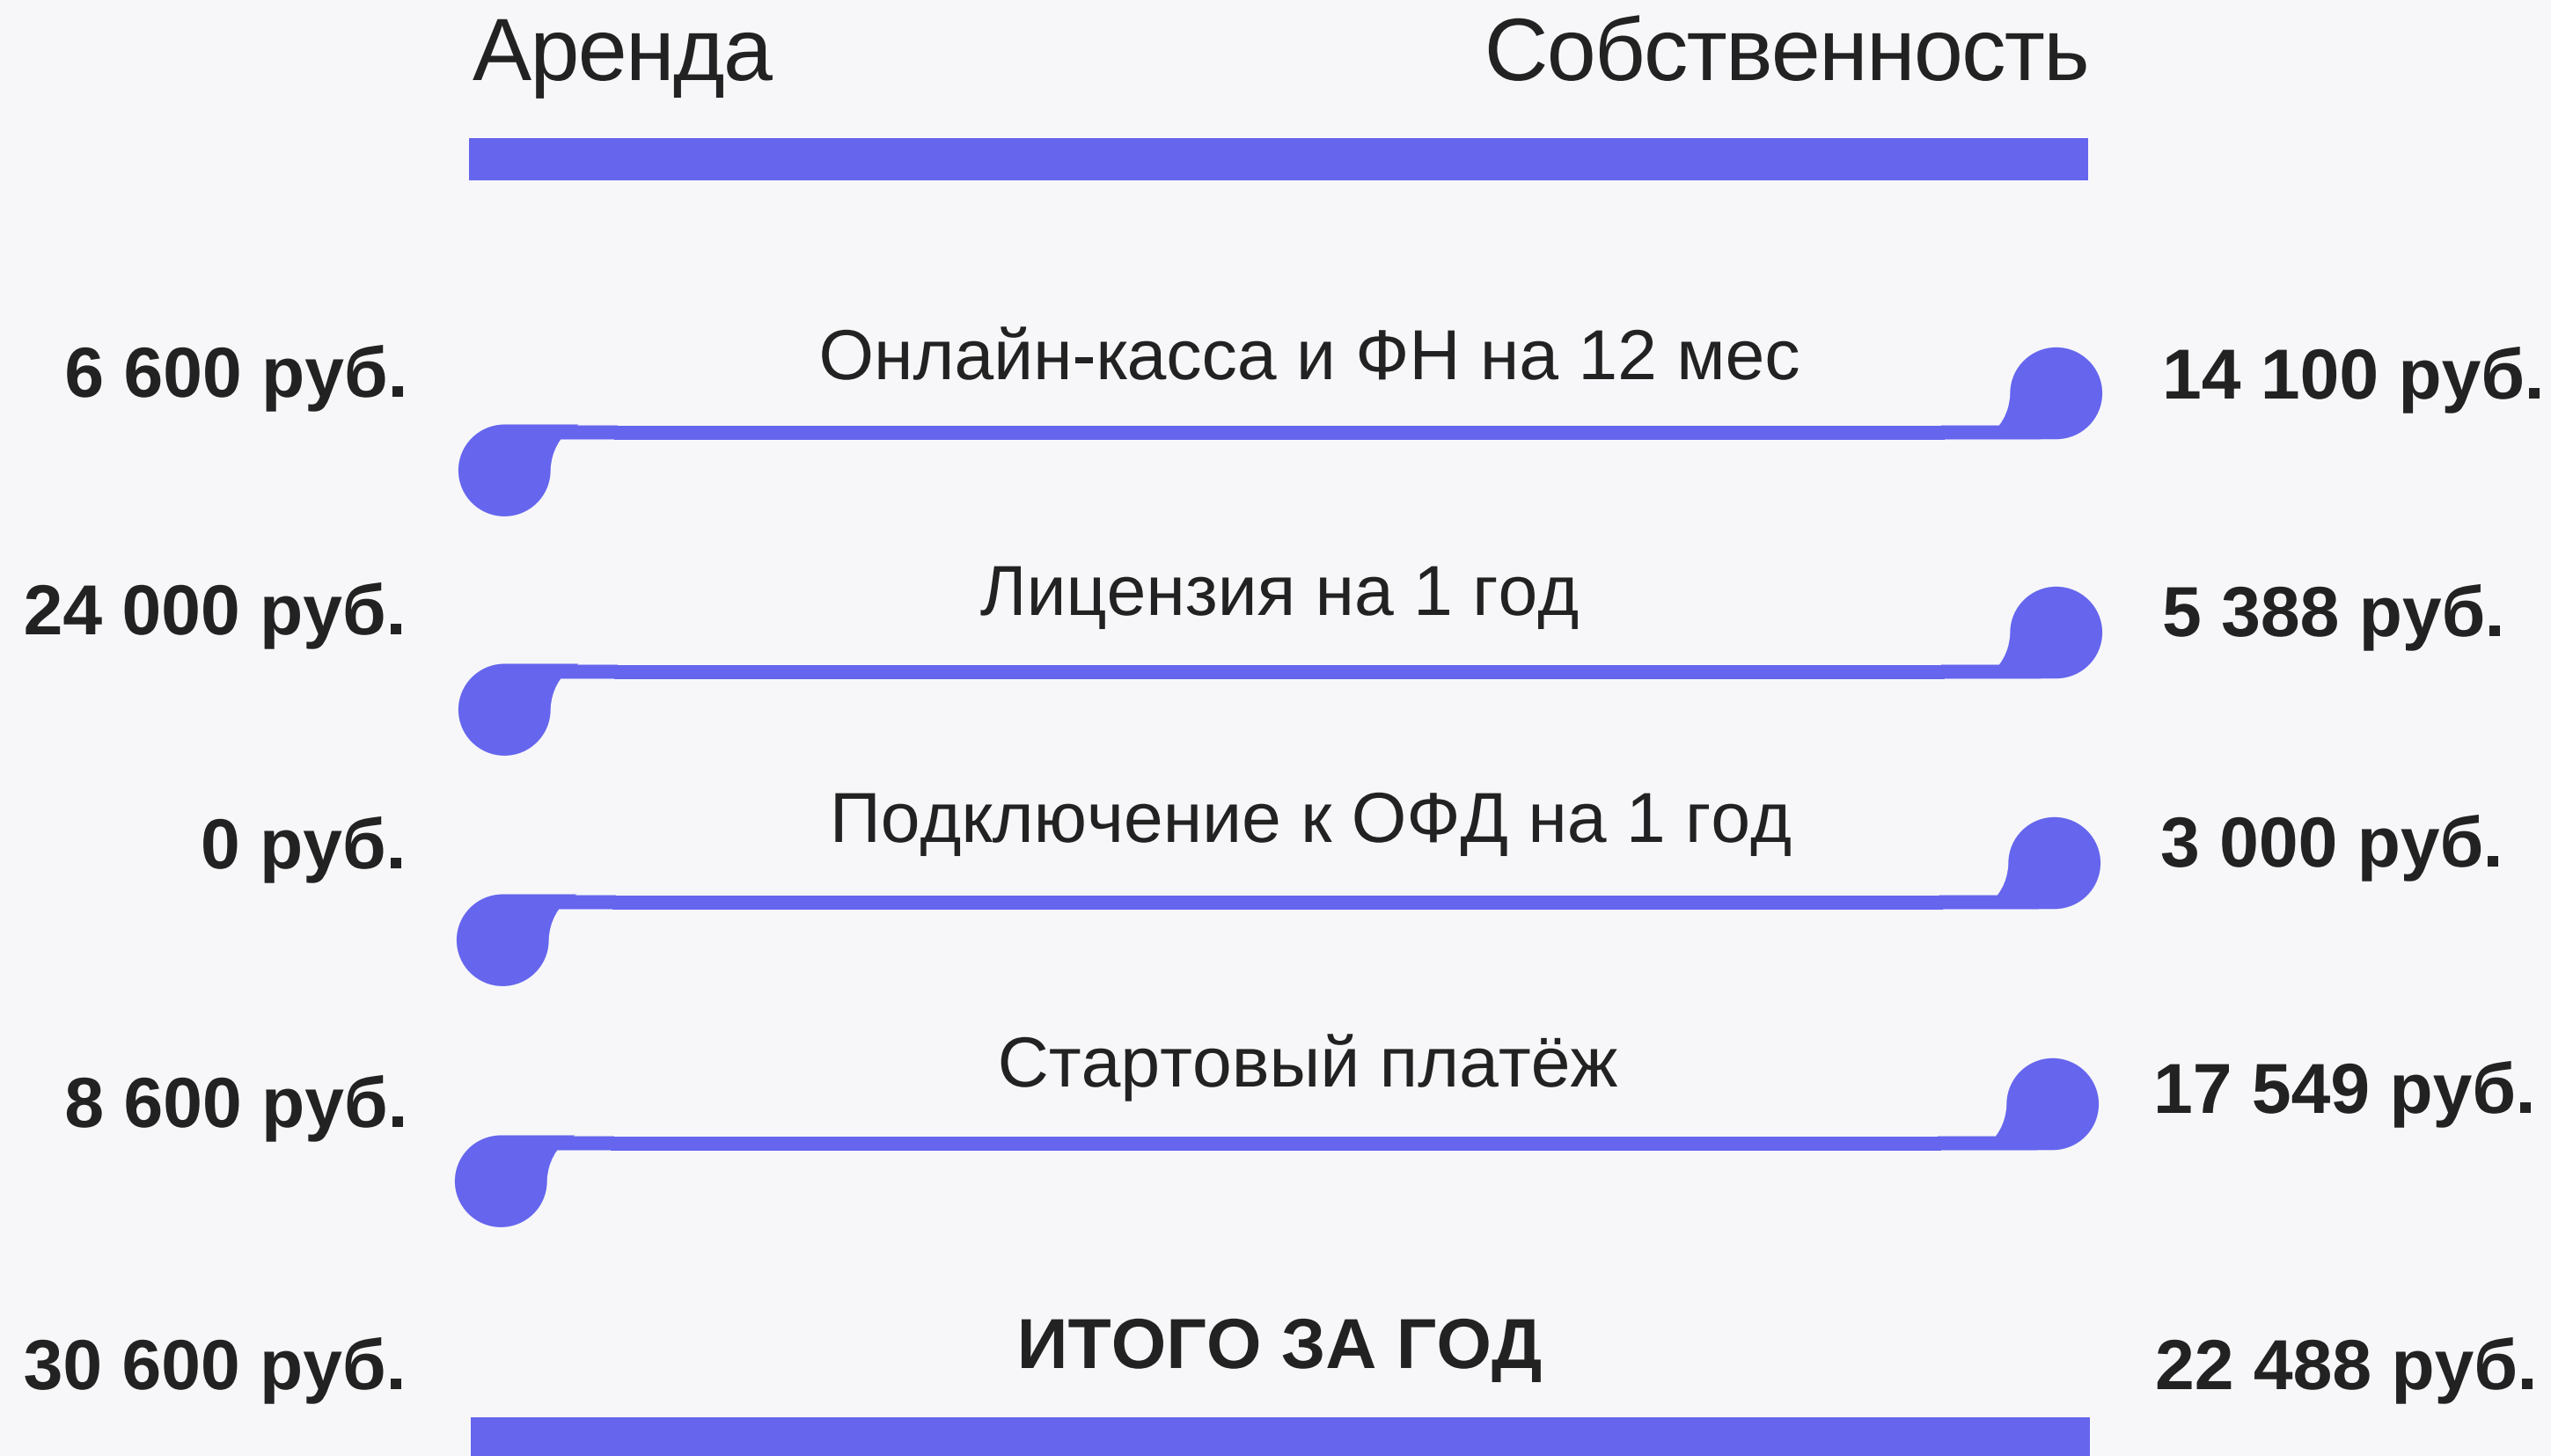 Аренда Собственность
6 600 руб. Онлайн-касса и ФН на 12 мес 14 100 руб.
24 000 руб. Лицензия на 1 год 5 388 руб.
0 руб. Подключение к ОФД на 1 год 3 000 руб.
8 600 руб. Стартовый платёж 17 549 руб.
30 600 руб. ИТОГО ЗА ГОД 22 488 руб.